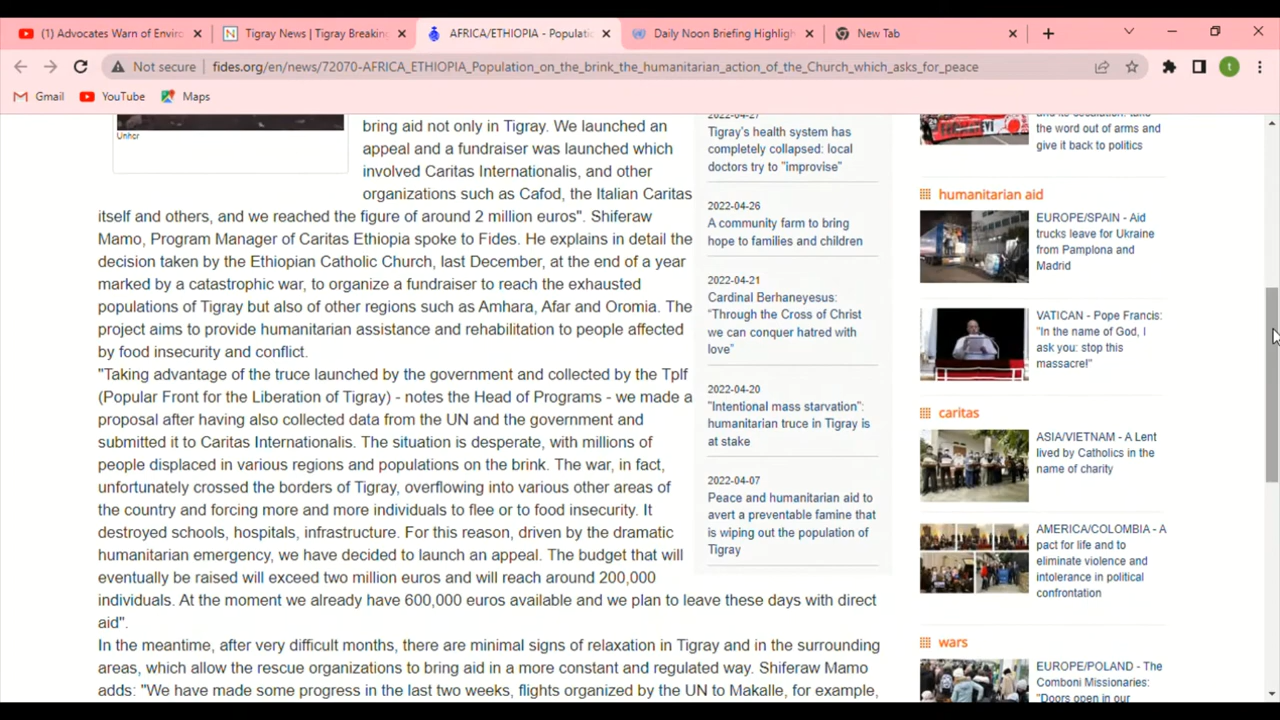 (1) Advocates Warn of Enviro
Tigray News | Tigray Breaking
AFRICA/ETHIOPIA - Populatio
Daily Noon Briefing Highligh
New Tab
Not secure
fides.org/en/news/72070-AFRICA_ETHIOPIA_Population_on_the_brink_the_humanitarian_action_of_the_Church_which_asks_for_peace
t
Gmail
YouTube
Maps
Unhcr
bring aid not only in Tigray. We launched an
appeal and a fundraiser was launched which
involved Caritas Internationalis, and other
organizations such as Cafod, the Italian Caritas
itself and others, and we reached the figure of around 2 million euros". Shiferaw
Mamo, Program Manager of Caritas Ethiopia spoke to Fides. He explains in detail the
decision taken by the Ethiopian Catholic Church, last December, at the end of a year
marked by a catastrophic war, to organize a fundraiser to reach the exhausted
populations of Tigray but also of other regions such as Amhara, Afar and Oromia. The
project aims to provide humanitarian assistance and rehabilitation to people affected
by food insecurity and conflict.
"Taking advantage of the truce launched by the government and collected by the Tplf
(Popular Front for the Liberation of Tigray) - notes the Head of Programs - we made a
proposal after having also collected data from the UN and the government and
submitted it to Caritas Internationalis. The situation is desperate, with millions of
people displaced in various regions and populations on the brink. The war, in fact,
unfortunately crossed the borders of Tigray, overflowing into various other areas of
the country and forcing more and more individuals to flee or to food insecurity. It
destroyed schools, hospitals, infrastructure. For this reason, driven by the dramatic
humanitarian emergency, we have decided to launch an appeal. The budget that will
eventually be raised will exceed two million euros and will reach around 200,000
individuals. At the moment we already have 600,000 euros available and we plan to leave these days with direct
aid".
In the meantime, after very difficult months, there are minimal signs of relaxation in Tigray and in the surrounding
areas, which allow the rescue organizations to bring aid in a more constant and regulated way. Shiferaw Mamo
adds: "We have made some progress in the last two weeks, flights organized by the UN to Makalle, for example,
2022-04-27
Tigray's health system has
completely collapsed: local
doctors try to "improvise"
2022-04-26
A community farm to bring
hope to families and children
2022-04-21
Cardinal Berhaneyesus:
"Through the Cross of Christ
we can conquer hatred with
love"
2022-04-20
"Intentional mass starvation":
humanitarian truce in Tigray is
at stake
2022-04-07
Peace and humanitarian aid to
avert a preventable famine that
is wiping out the population of
Tigray
and its escalation: take
the word out of arms and
give it back to politics
humanitarian aid
EUROPE/SPAIN - Aid
trucks leave for Ukraine
from Pamplona and
Madrid
VATICAN - Pope Francis:
"In the name of God, I
ask you: stop this
massacre!"
caritas
ASIA/VIETNAM - A Lent
lived by Catholics in the
name of charity
AMERICA/COLOMBIA - A
pact for life and to
eliminate violence and
intolerance in political
confrontation
wars
EUROPE/POLAND - The
Comboni Missionaries:
"Doors open in our